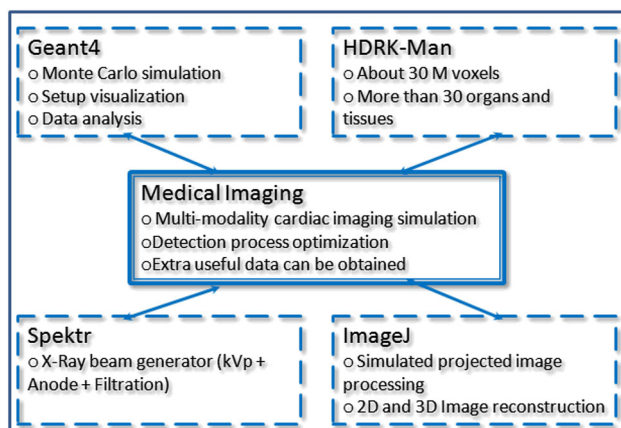 Geant4
o Monte Carlo simulation
o Setup visualization
o Data analysis
HDRK-Man
o About 30 M voxels
o More than 30 organs and
tissues
Medical Imaging
o Multi-modality cardiac imaging simulation
o Detection process optimization
o Extra useful data can be obtained
Spektr
o X-Ray beam generator (kVp +
Anode + Filtration)
ImageJ
o Simulated projected image
processing
o 2D and 3D Image reconstruction